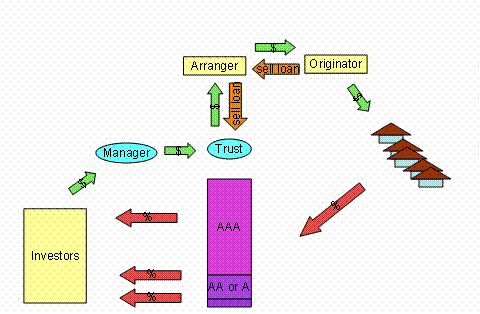 $
Arranger
sell loan
Originator
$
sell loan
$
Manager
$
Trust
$
AAA
%
%
Investors
%
AA or A
%